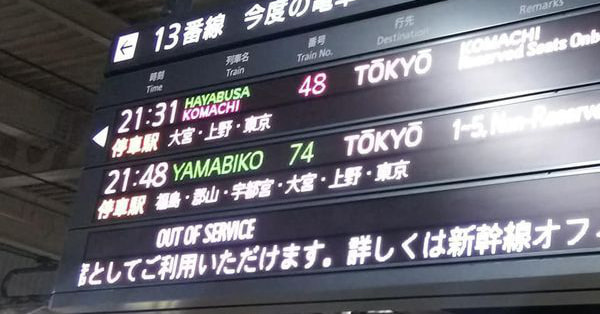 13番線 今度の電車
時刻 列車名 番号 行先
Time Train Train No. Destination Remarks
21:31 HAYABUSA 48 TŌKYŌ KOMACHI
KOMACHI Reserved Seats Only
停車駅 大宮・上野・東京
21:48 YAMABIKO 74 TŌKYŌ 1-5, Non-Reserved
停車駅 福島・郡山・宇都宮・大宮・上野・東京
OUT OF SERVICE
席としてご利用いただけます。詳しくは新幹線オフ